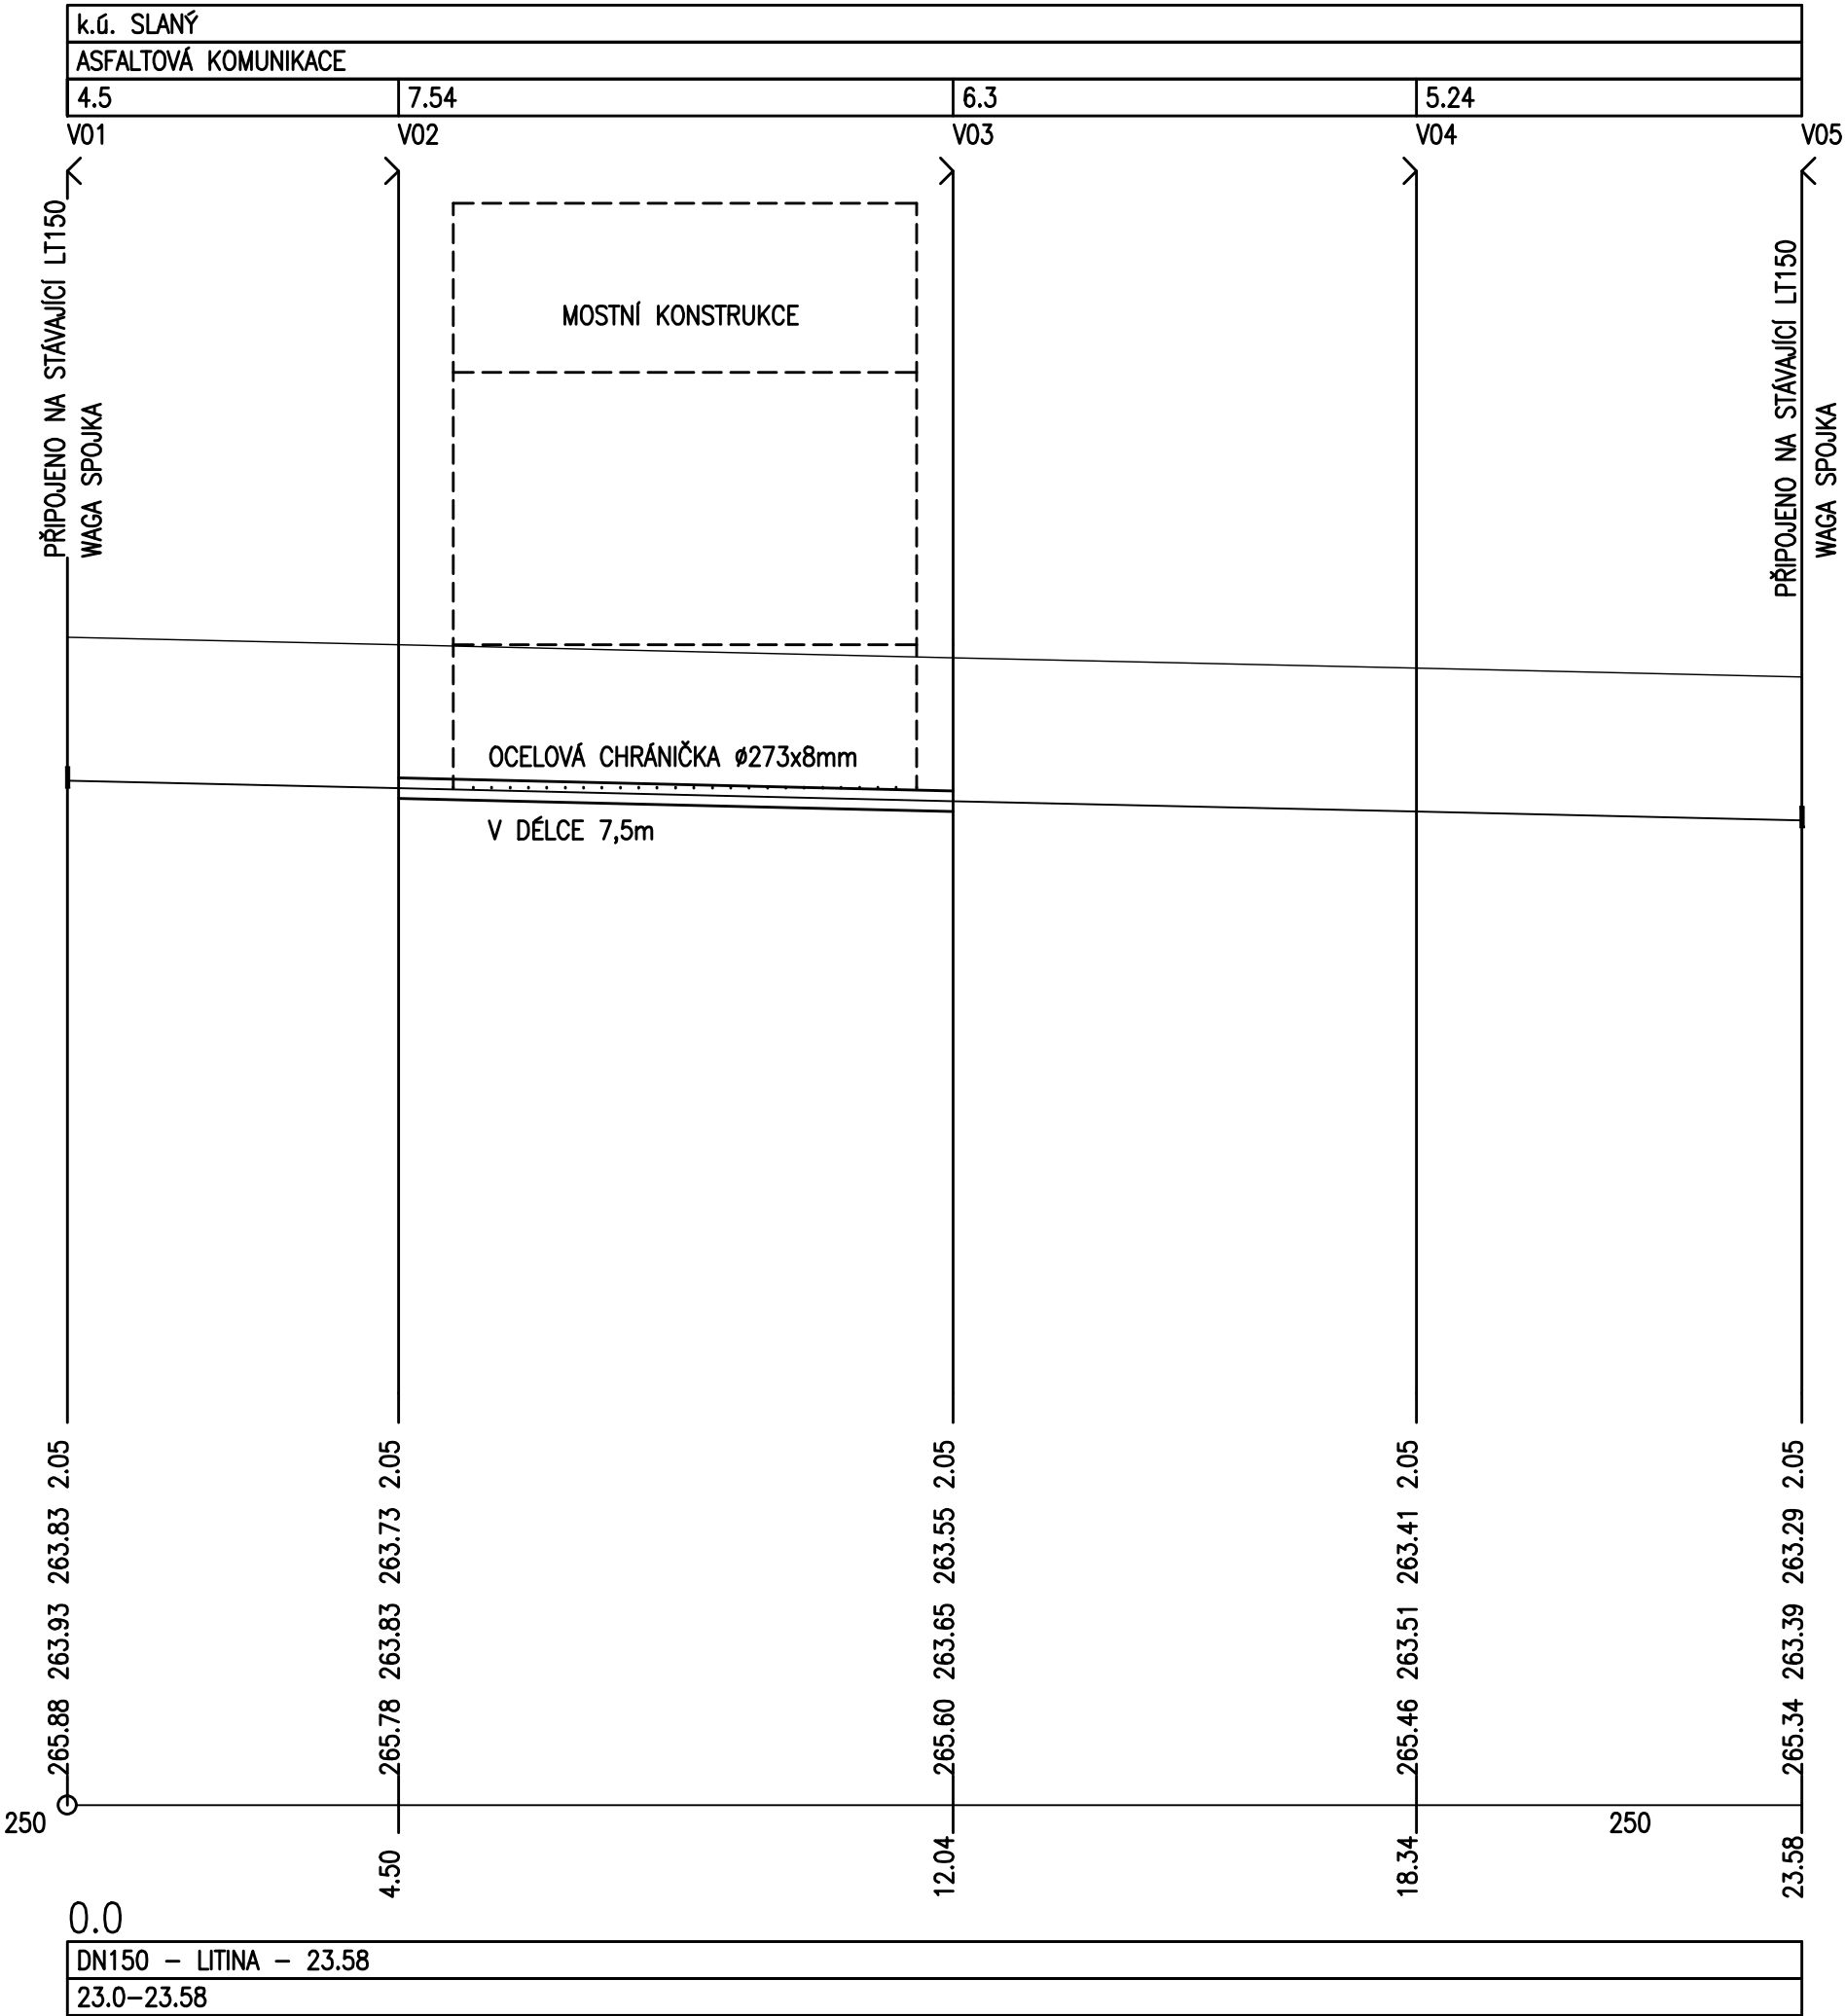 k.ú. SLANÝ
ASFALTOVÁ KOMUNIKACE
4.5 7.54 6.3 5.24
V01 V02 V03 V04 V05
PŘIPOJENO NA STÁVAJÍCÍ LT150
WAGA SPOJKA
MOSTNÍ KONSTRUKCE
PŘIPOJENO NA STÁVAJÍCÍ LT150
WAGA SPOJKA
OCELOVÁ CHRÁNIČKA ø273x8mm
V DÉLCE 7,5m
265.88 263.93 263.83 2.05
265.78 263.83 263.73 2.05
265.60 263.65 263.55 2.05
265.46 263.51 263.41 2.05
265.34 263.39 263.29 2.05
250 250
4.50 12.04 18.34 23.58
0.0
DN150 – LITINA – 23.58
23.0–23.58